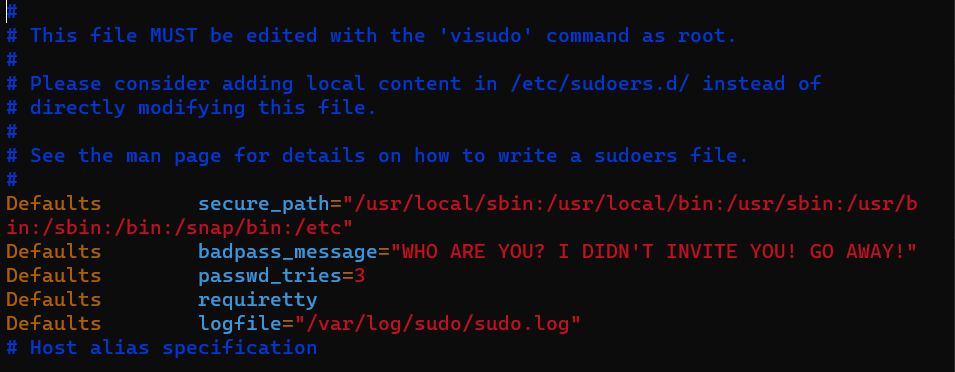 #
# This file MUST be edited with the 'visudo' command as root.
#
# Please consider adding local content in /etc/sudoers.d/ instead of
# directly modifying this file.
#
# See the man page for details on how to write a sudoers file.
#
Defaults        secure_path="/usr/local/sbin:/usr/local/bin:/usr/sbin:/usr/b
in:/sbin:/bin:/snap/bin:/etc"
Defaults        badpass_message="WHO ARE YOU? I DIDN'T INVITE YOU! GO AWAY!"
Defaults        passwd_tries=3
Defaults        requiretty
Defaults        logfile="/var/log/sudo/sudo.log"
# Host alias specification